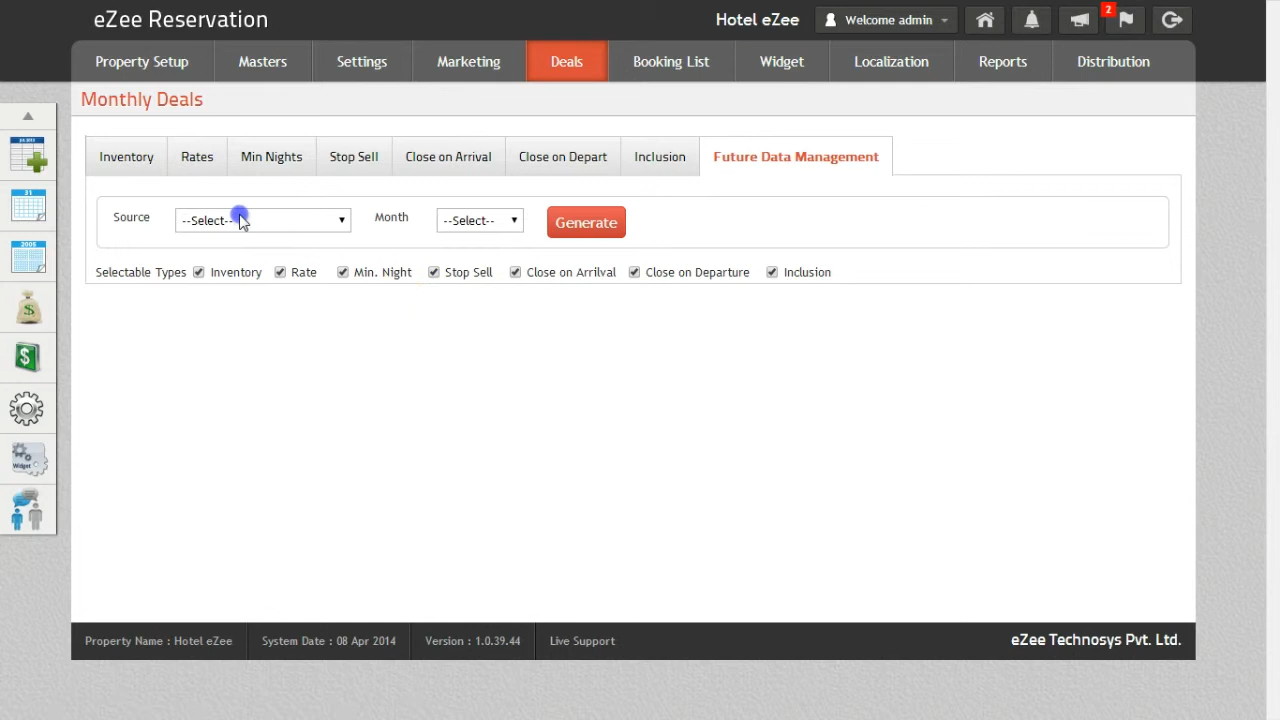 eZee Reservation
Hotel eZee
Welcome admin
2
Property Setup Masters Settings Marketing Deals Booking List Widget Localization Reports Distribution
Monthly Deals
Inventory Rates Min Nights Stop Sell Close on Arrival Close on Depart Inclusion Future Data Management
Source --Select-- Month --Select-- Generate
Selectable Types Inventory Rate Min. Night Stop Sell Close on Arrilval Close on Departure Inclusion
31
2005
$
$
Widget
Property Name : Hotel eZee System Date : 08 Apr 2014 Version : 1.0.39.44 Live Support eZee Technosys Pvt. Ltd.